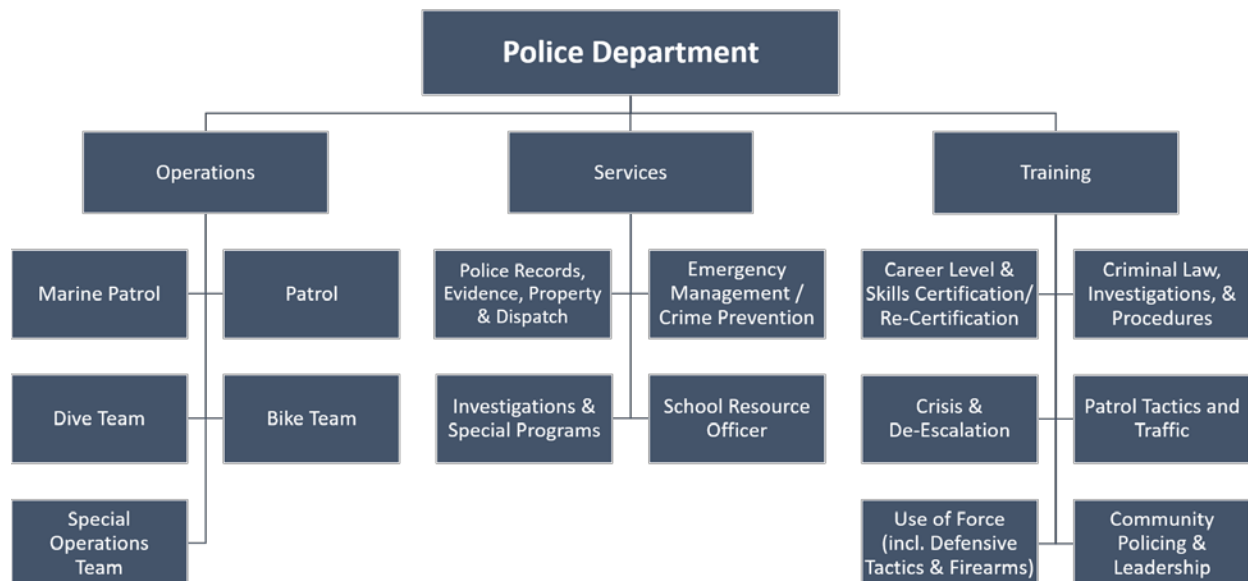 Police Department
Operations
Services
Training
Marine Patrol
Patrol
Police Records,
Evidence, Property
& Dispatch
Emergency
Management /
Crime Prevention
Career Level &
Skills Certification/
Re-Certification
Criminal Law,
Investigations, &
Procedures
Dive Team
Bike Team
Investigations &
Special Programs
School Resource
Officer
Crisis &
De-Escalation
Patrol Tactics and
Traffic
Special
Operations
Team
Use of Force
(incl. Defensive
Tactics & Firearms)
Community
Policing &
Leadership